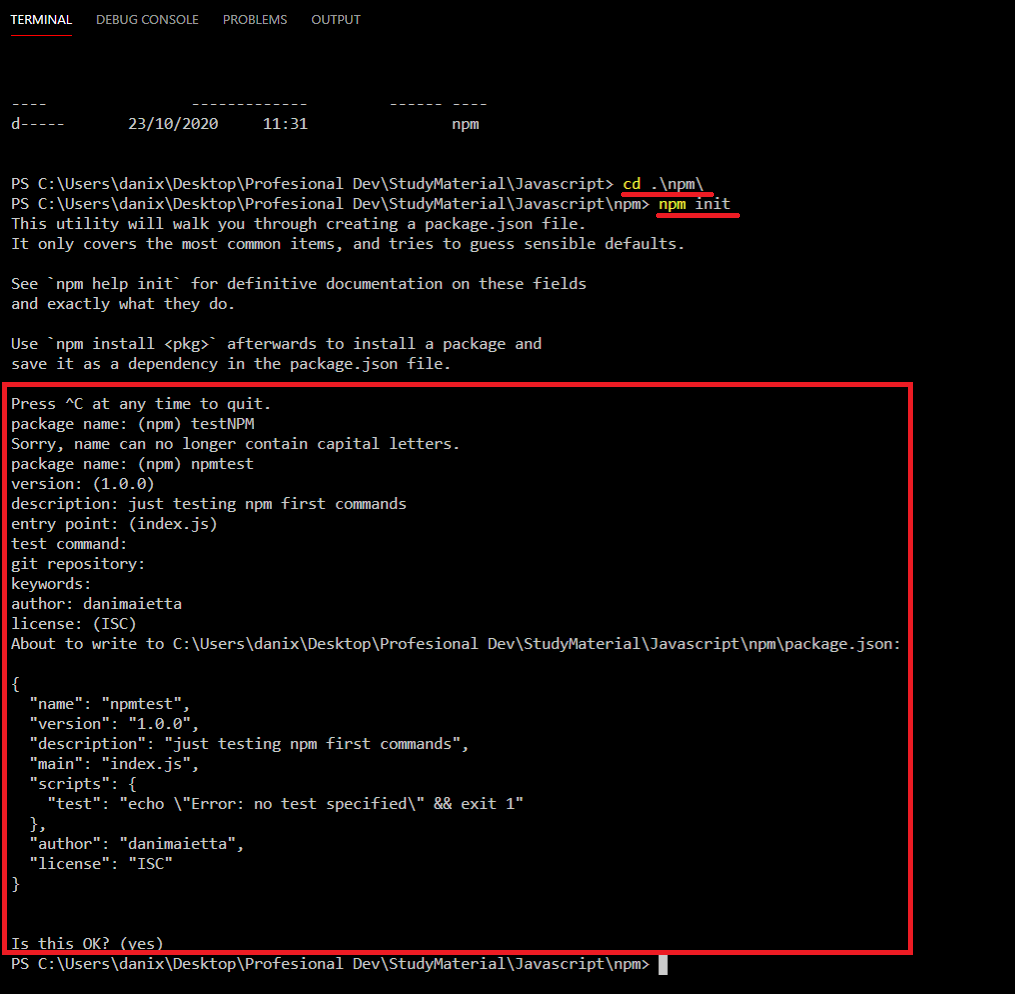 TERMINAL DEBUG CONSOLE PROBLEMS OUTPUT
---- ------------- ------ ----
d----- 23/10/2020 11:31 npm
PS C:\Users\danix\Desktop\Profesional Dev\StudyMaterial\Javascript> cd .\npm\
PS C:\Users\danix\Desktop\Profesional Dev\StudyMaterial\Javascript\npm> npm init
This utility will walk you through creating a package.json file.
It only covers the most common items, and tries to guess sensible defaults.
See `npm help init` for definitive documentation on these fields
and exactly what they do.
Use `npm install <pkg>` afterwards to install a package and
save it as a dependency in the package.json file.
Press ^C at any time to quit.
package name: (npm) testNPM
Sorry, name can no longer contain capital letters.
package name: (npm) npmtest
version: (1.0.0)
description: just testing npm first commands
entry point: (index.js)
test command:
git repository:
keywords:
author: danimaietta
license: (ISC)
About to write to C:\Users\danix\Desktop\Profesional Dev\StudyMaterial\Javascript\npm\package.json:
{
  "name": "npmtest",
  "version": "1.0.0",
  "description": "just testing npm first commands",
  "main": "index.js",
  "scripts": {
    "test": "echo \"Error: no test specified\" && exit 1"
  },
  "author": "danimaietta",
  "license": "ISC"
}
Is this OK? (yes)
PS C:\Users\danix\Desktop\Profesional Dev\StudyMaterial\Javascript\npm>